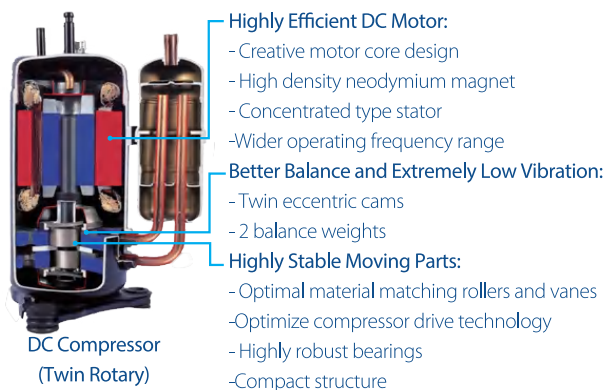 Highly Efficient DC Motor:
- Creative motor core design
- High density neodymium magnet
- Concentrated type stator
-Wider operating frequency range
Better Balance and Extremely Low Vibration:
- Twin eccentric cams
- 2 balance weights
Highly Stable Moving Parts:
- Optimal material matching rollers and vanes
-Optimize compressor drive technology
- Highly robust bearings
-Compact structure
DC Compressor
(Twin Rotary)